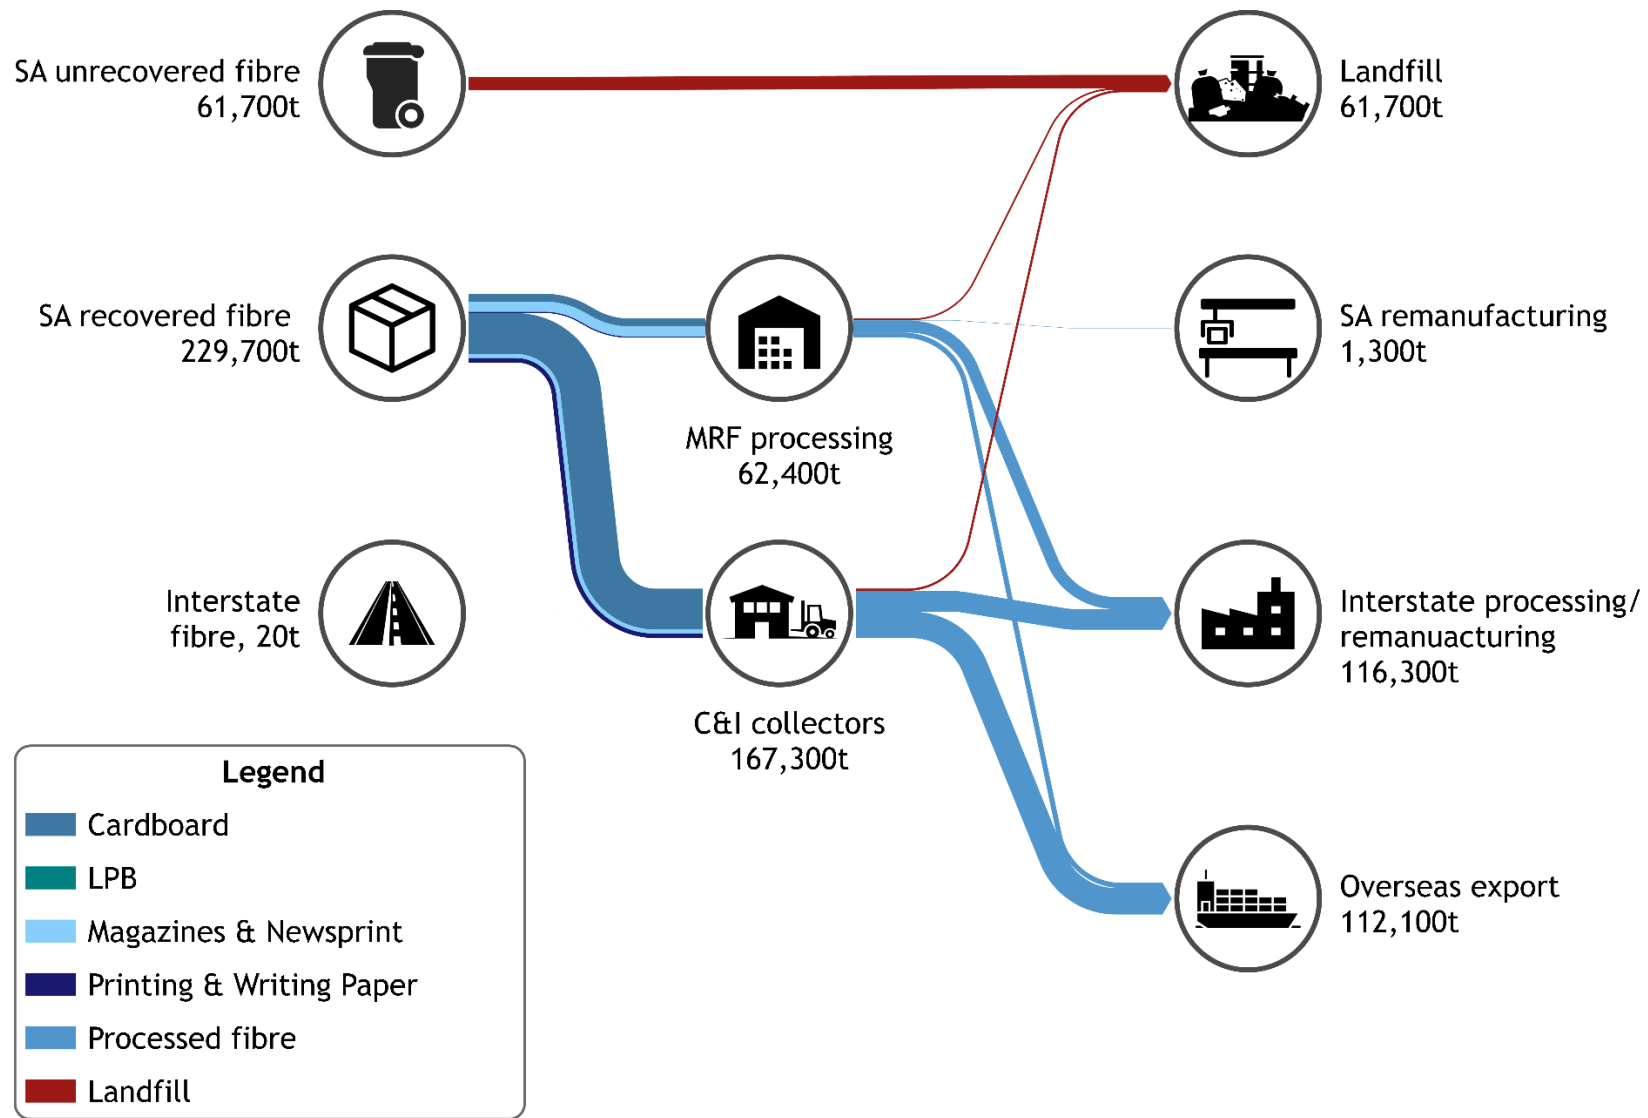 SA unrecovered fibre
61,700t
Landfill
61,700t
SA recovered fibre
229,700t
MRF processing
62,400t
SA remanufacturing
1,300t
Interstate
fibre, 20t
C&I collectors
167,300t
Interstate processing/
remanuacturing
116,300t
Overseas export
112,100t
Legend
Cardboard
LPB
Magazines & Newsprint
Printing & Writing Paper
Processed fibre
Landfill